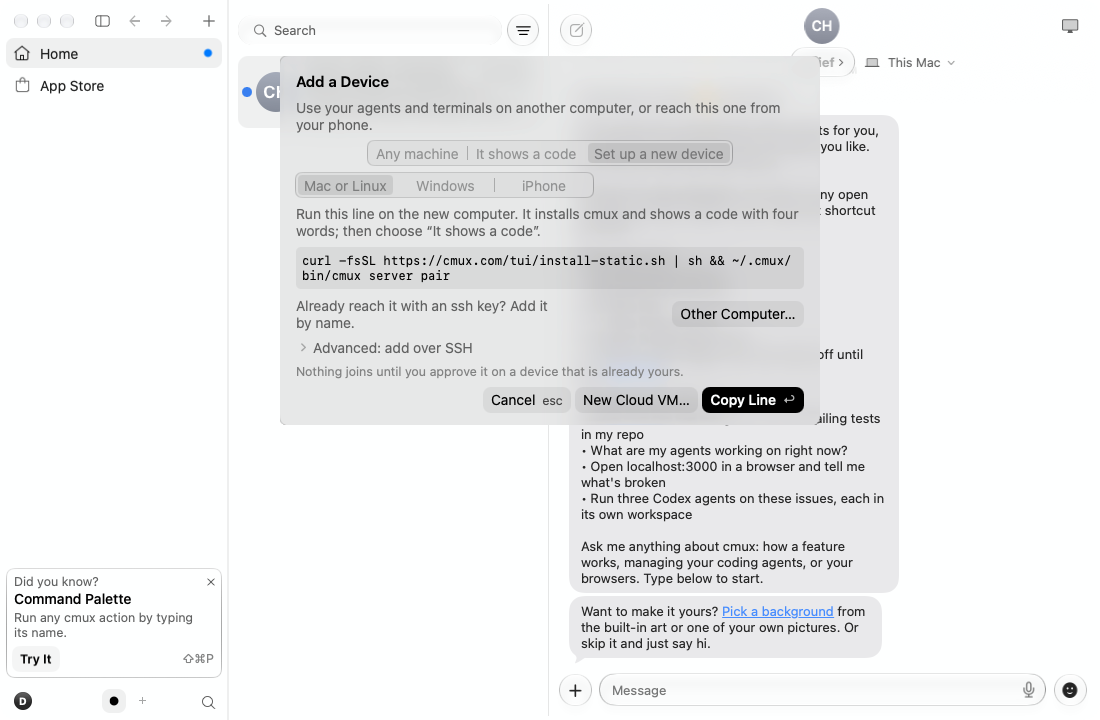 Home
App Store
Search
CH
This Mac
Add a Device
Use your agents and terminals on another computer, or reach this one from
your phone.
Any machine
It shows a code
Set up a new device
Mac or Linux
Windows
iPhone
Run this line on the new computer. It installs cmux and shows a code with four
words; then choose “It shows a code”.
curl -fsSL https://cmux.com/tui/install-static.sh | sh && ~/.cmux/
bin/cmux server pair
Already reach it with an ssh key? Add it
by name.
Other Computer...
Advanced: add over SSH
Nothing joins until you approve it on a device that is already yours.
Cancel esc
New Cloud VM...
Copy Line ↩
for you,
you like.
open
shortcut
off until
tests
in my repo
• What are my agents working on right now?
• Open localhost:3000 in a browser and tell me
what's broken
• Run three Codex agents on these issues, each in
its own workspace
Ask me anything about cmux: how a feature
works, managing your coding agents, or your
browsers. Type below to start.
Want to make it yours? Pick a background from
the built-in art or one of your own pictures. Or
skip it and just say hi.
Message
Did you know?
Command Palette
Run any cmux action by typing
its name.
Try It
⇧⌘P
D